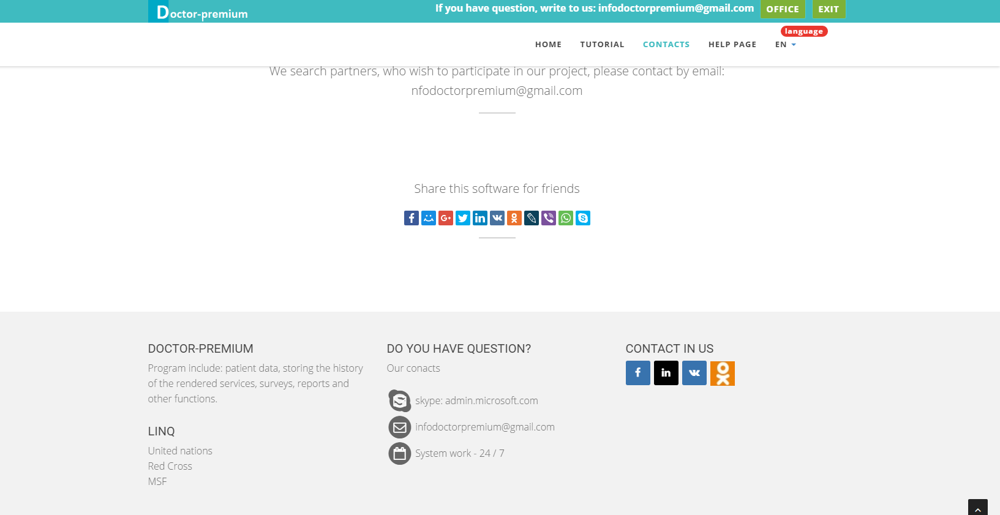 Doctor-premium
If you have question, write to us: infodoctorpremium@gmail.com
OFFICE
EXIT
language
HOME
TUTORIAL
CONTACTS
HELP PAGE
EN
We search partners, who wish to participate in our project, please contact by email:
nfodoctorpremium@gmail.com
Share this software for friends
DOCTOR-PREMIUM
Program include: patient data, storing the history
of the rendered services, surveys, reports and
other functions.
LINQ
United nations
Red Cross
MSF
DO YOU HAVE QUESTION?
Our conacts
skype: admin.microsoft.com
infodoctorpremium@gmail.com
System work - 24 / 7
CONTACT IN US